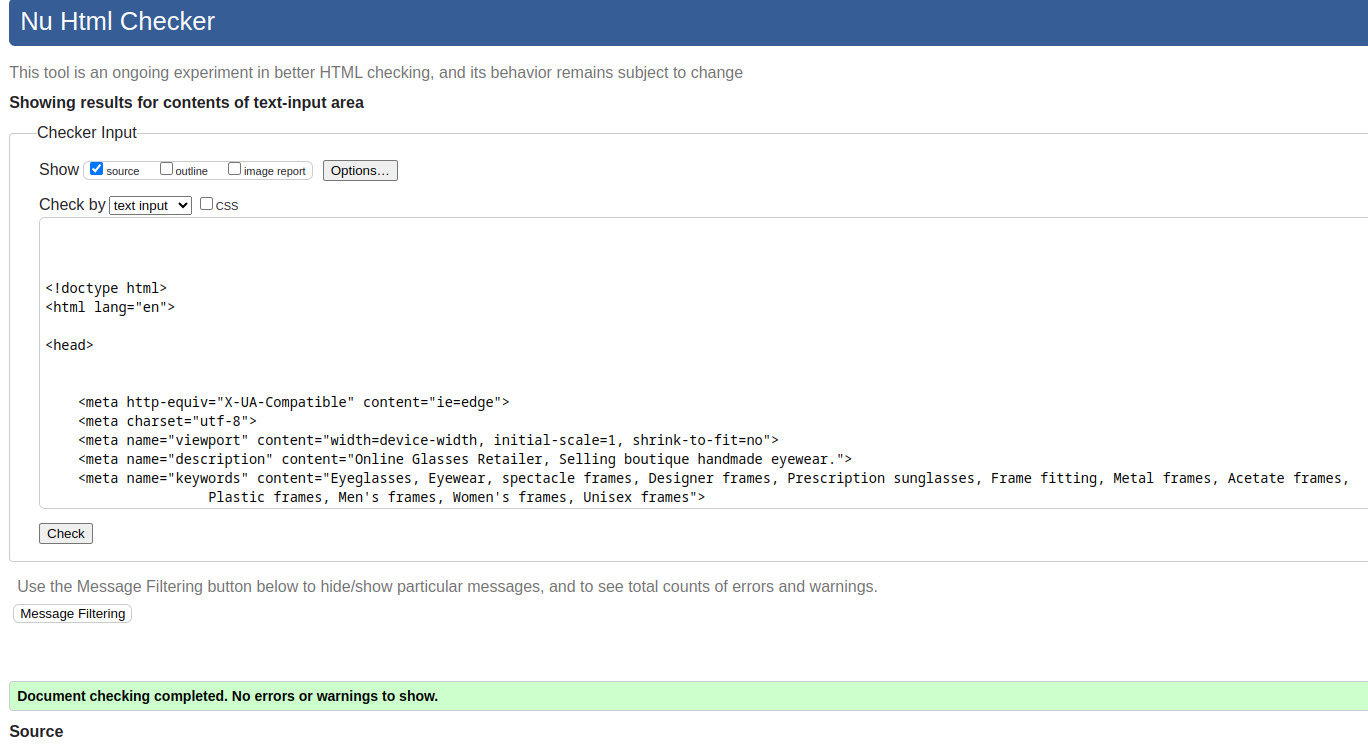 Nu Html Checker
This tool is an ongoing experiment in better HTML checking, and its behavior remains subject to change
Showing results for contents of text-input area
Checker Input
Show source outline image report Options...
Check by text input CSS
<!doctype html>
<html lang="en">
<head>
<meta http-equiv="X-UA-Compatible" content="ie=edge">
<meta charset="utf-8">
<meta name="viewport" content="width=device-width, initial-scale=1, shrink-to-fit=no">
<meta name="description" content="Online Glasses Retailer, Selling boutique handmade eyewear.">
<meta name="keywords" content="Eyeglasses, Eyewear, spectacle frames, Designer frames, Prescription sunglasses, Frame fitting, Metal frames, Acetate frames,
Plastic frames, Men's frames, Women's frames, Unisex frames">
Check
Use the Message Filtering button below to hide/show particular messages, and to see total counts of errors and warnings.
Message Filtering
Document checking completed. No errors or warnings to show.
Source